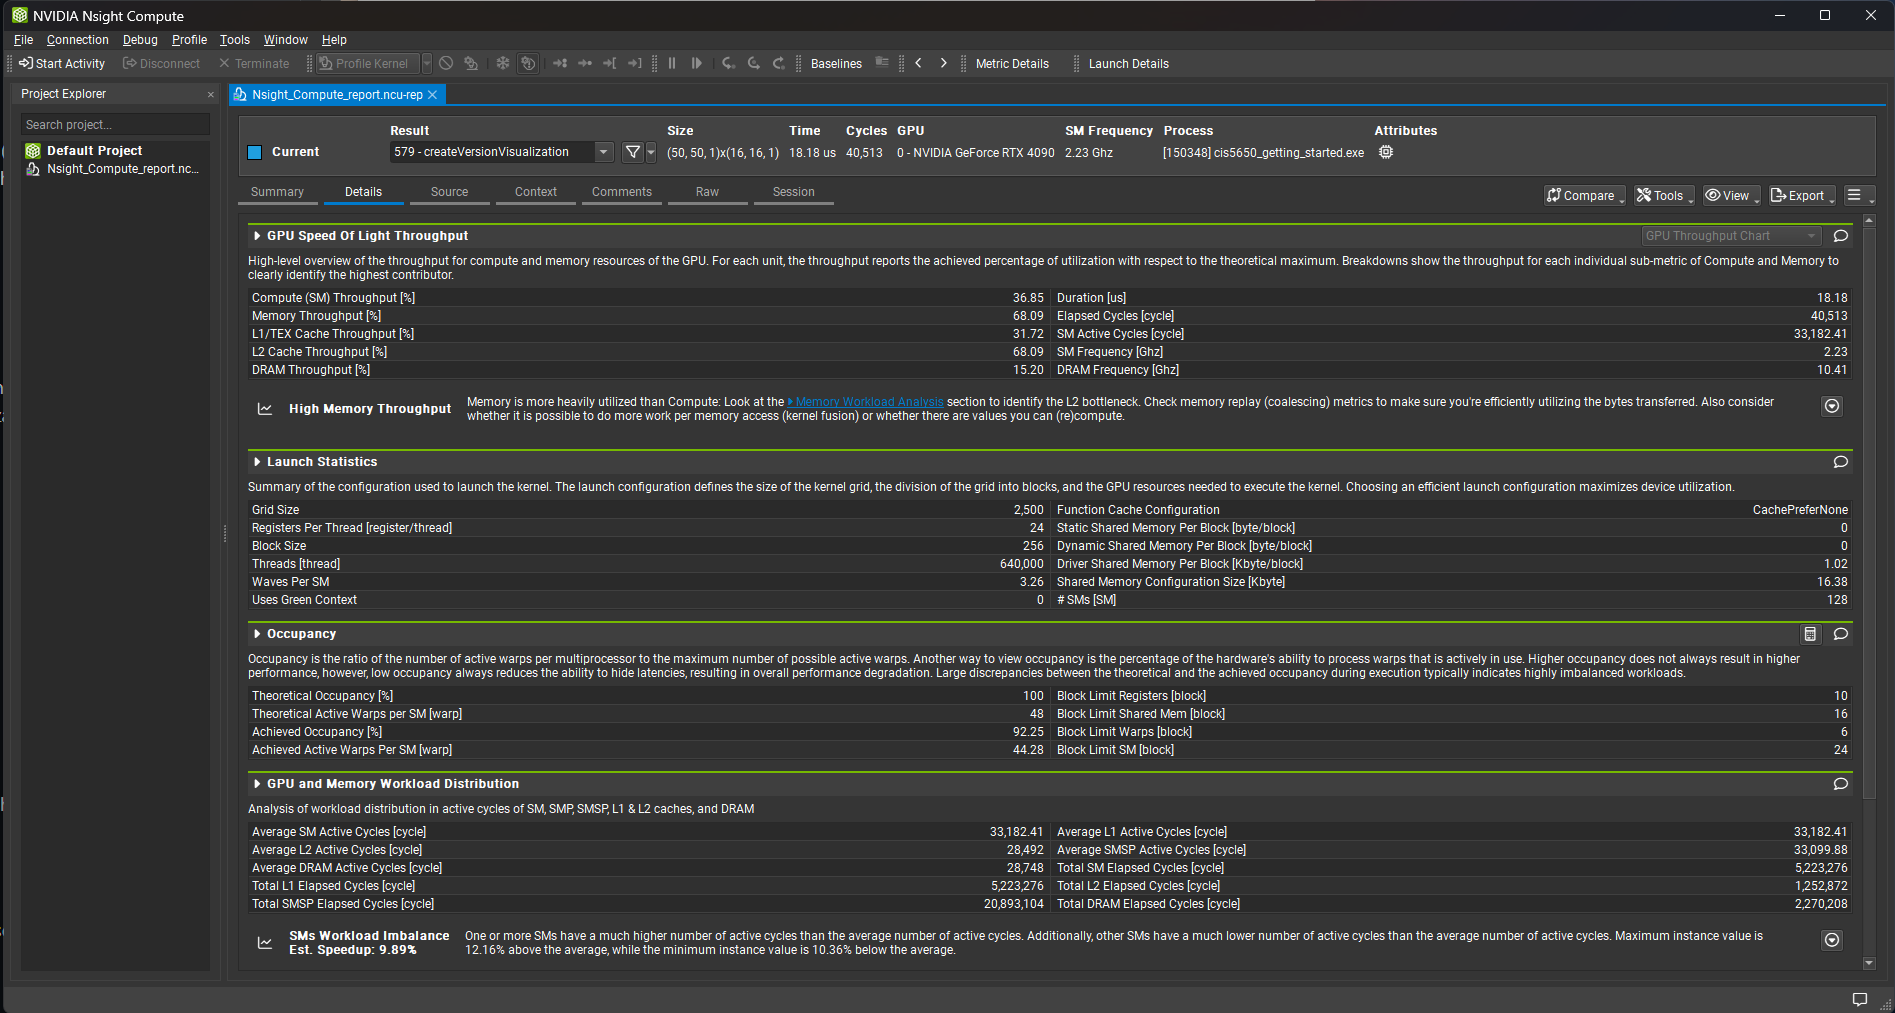 NVIDIA Nsight Compute
File Connection Debug Profile Tools Window Help
Start Activity Disconnect Terminate Profile Kernel Baselines Metric Details Launch Details
Project Explorer
Search project...
Default Project
Nsight_Compute_report.nc...
Nsight_Compute_report.ncu-rep
Result Size Time Cycles GPU SM Frequency Process Attributes
Current 579 - createVersionVisualization (50, 50, 1)x(16, 16, 1) 18.18 us 40,513 0 - NVIDIA GeForce RTX 4090 2.23 Ghz [150348] cis5650_getting_started.exe
Summary Details Source Context Comments Raw Session Compare Tools View Export
GPU Speed Of Light Throughput GPU Throughput Chart
High-level overview of the throughput for compute and memory resources of the GPU. For each unit, the throughput reports the achieved percentage of utilization with respect to the theoretical maximum. Breakdowns show the throughput for each individual sub-metric of Compute and Memory to
clearly identify the highest contributor.
Compute (SM) Throughput [%] 36.85 Duration [us] 18.18
Memory Throughput [%] 68.09 Elapsed Cycles [cycle] 40,513
L1/TEX Cache Throughput [%] 31.72 SM Active Cycles [cycle] 33,182.41
L2 Cache Throughput [%] 68.09 SM Frequency [Ghz] 2.23
DRAM Throughput [%] 15.20 DRAM Frequency [Ghz] 10.41
High Memory Throughput
Memory is more heavily utilized than Compute: Look at the Memory Workload Analysis section to identify the L2 bottleneck. Check memory replay (coalescing) metrics to make sure you're efficiently utilizing the bytes transferred. Also consider
whether it is possible to do more work per memory access (kernel fusion) or whether there are values you can (re)compute.
Launch Statistics
Summary of the configuration used to launch the kernel. The launch configuration defines the size of the kernel grid, the division of the grid into blocks, and the GPU resources needed to execute the kernel. Choosing an efficient launch configuration maximizes device utilization.
Grid Size 2,500 Function Cache Configuration CachePreferNone
Registers Per Thread [register/thread] 24 Static Shared Memory Per Block [byte/block] 0
Block Size 256 Dynamic Shared Memory Per Block [byte/block] 0
Threads [thread] 640,000 Driver Shared Memory Per Block [Kbyte/block] 1.02
Waves Per SM 3.26 Shared Memory Configuration Size [Kbyte] 16.38
Uses Green Context 0 # SMs [SM] 128
Occupancy
Occupancy is the ratio of the number of active warps per multiprocessor to the maximum number of possible active warps. Another way to view occupancy is the percentage of the hardware's ability to process warps that is actively in use. Higher occupancy does not always result in higher
performance, however, low occupancy always reduces the ability to hide latencies, resulting in overall performance degradation. Large discrepancies between the theoretical and the achieved occupancy during execution typically indicates highly imbalanced workloads.
Theoretical Occupancy [%] 100 Block Limit Registers [block] 10
Theoretical Active Warps per SM [warp] 48 Block Limit Shared Mem [block] 16
Achieved Occupancy [%] 92.25 Block Limit Warps [block] 6
Achieved Active Warps Per SM [warp] 44.28 Block Limit SM [block] 24
GPU and Memory Workload Distribution
Analysis of workload distribution in active cycles of SM, SMP, SMSP, L1 & L2 caches, and DRAM
Average SM Active Cycles [cycle] 33,182.41 Average L1 Active Cycles [cycle] 33,182.41
Average L2 Active Cycles [cycle] 28,492 Average SMSP Active Cycles [cycle] 33,099.88
Average DRAM Active Cycles [cycle] 28,748 Total SM Elapsed Cycles [cycle] 5,223,276
Total L1 Elapsed Cycles [cycle] 5,223,276 Total L2 Elapsed Cycles [cycle] 1,252,872
Total SMSP Elapsed Cycles [cycle] 20,893,104 Total DRAM Elapsed Cycles [cycle] 2,270,208
SMs Workload Imbalance
Est. Speedup: 9.89%
One or more SMs have a much higher number of active cycles than the average number of active cycles. Additionally, other SMs have a much lower number of active cycles than the average number of active cycles. Maximum instance value is
12.16% above the average, while the minimum instance value is 10.36% below the average.